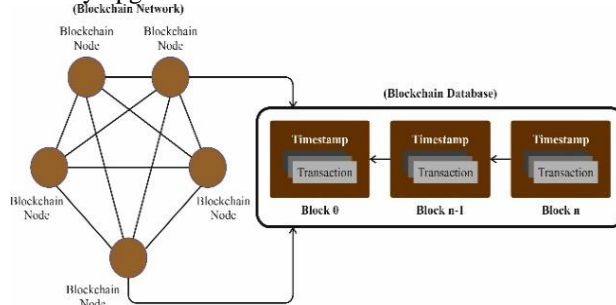 (Blockchain Network)
Blockchain
Node
Blockchain
Node
(Blockchain Database)
Timestamp
Timestamp
Timestamp
Transaction
Transaction
Transaction
Blockchain
Node
Blockchain
Node
Block 0
Block n-1
Block n
Blockchain
Node